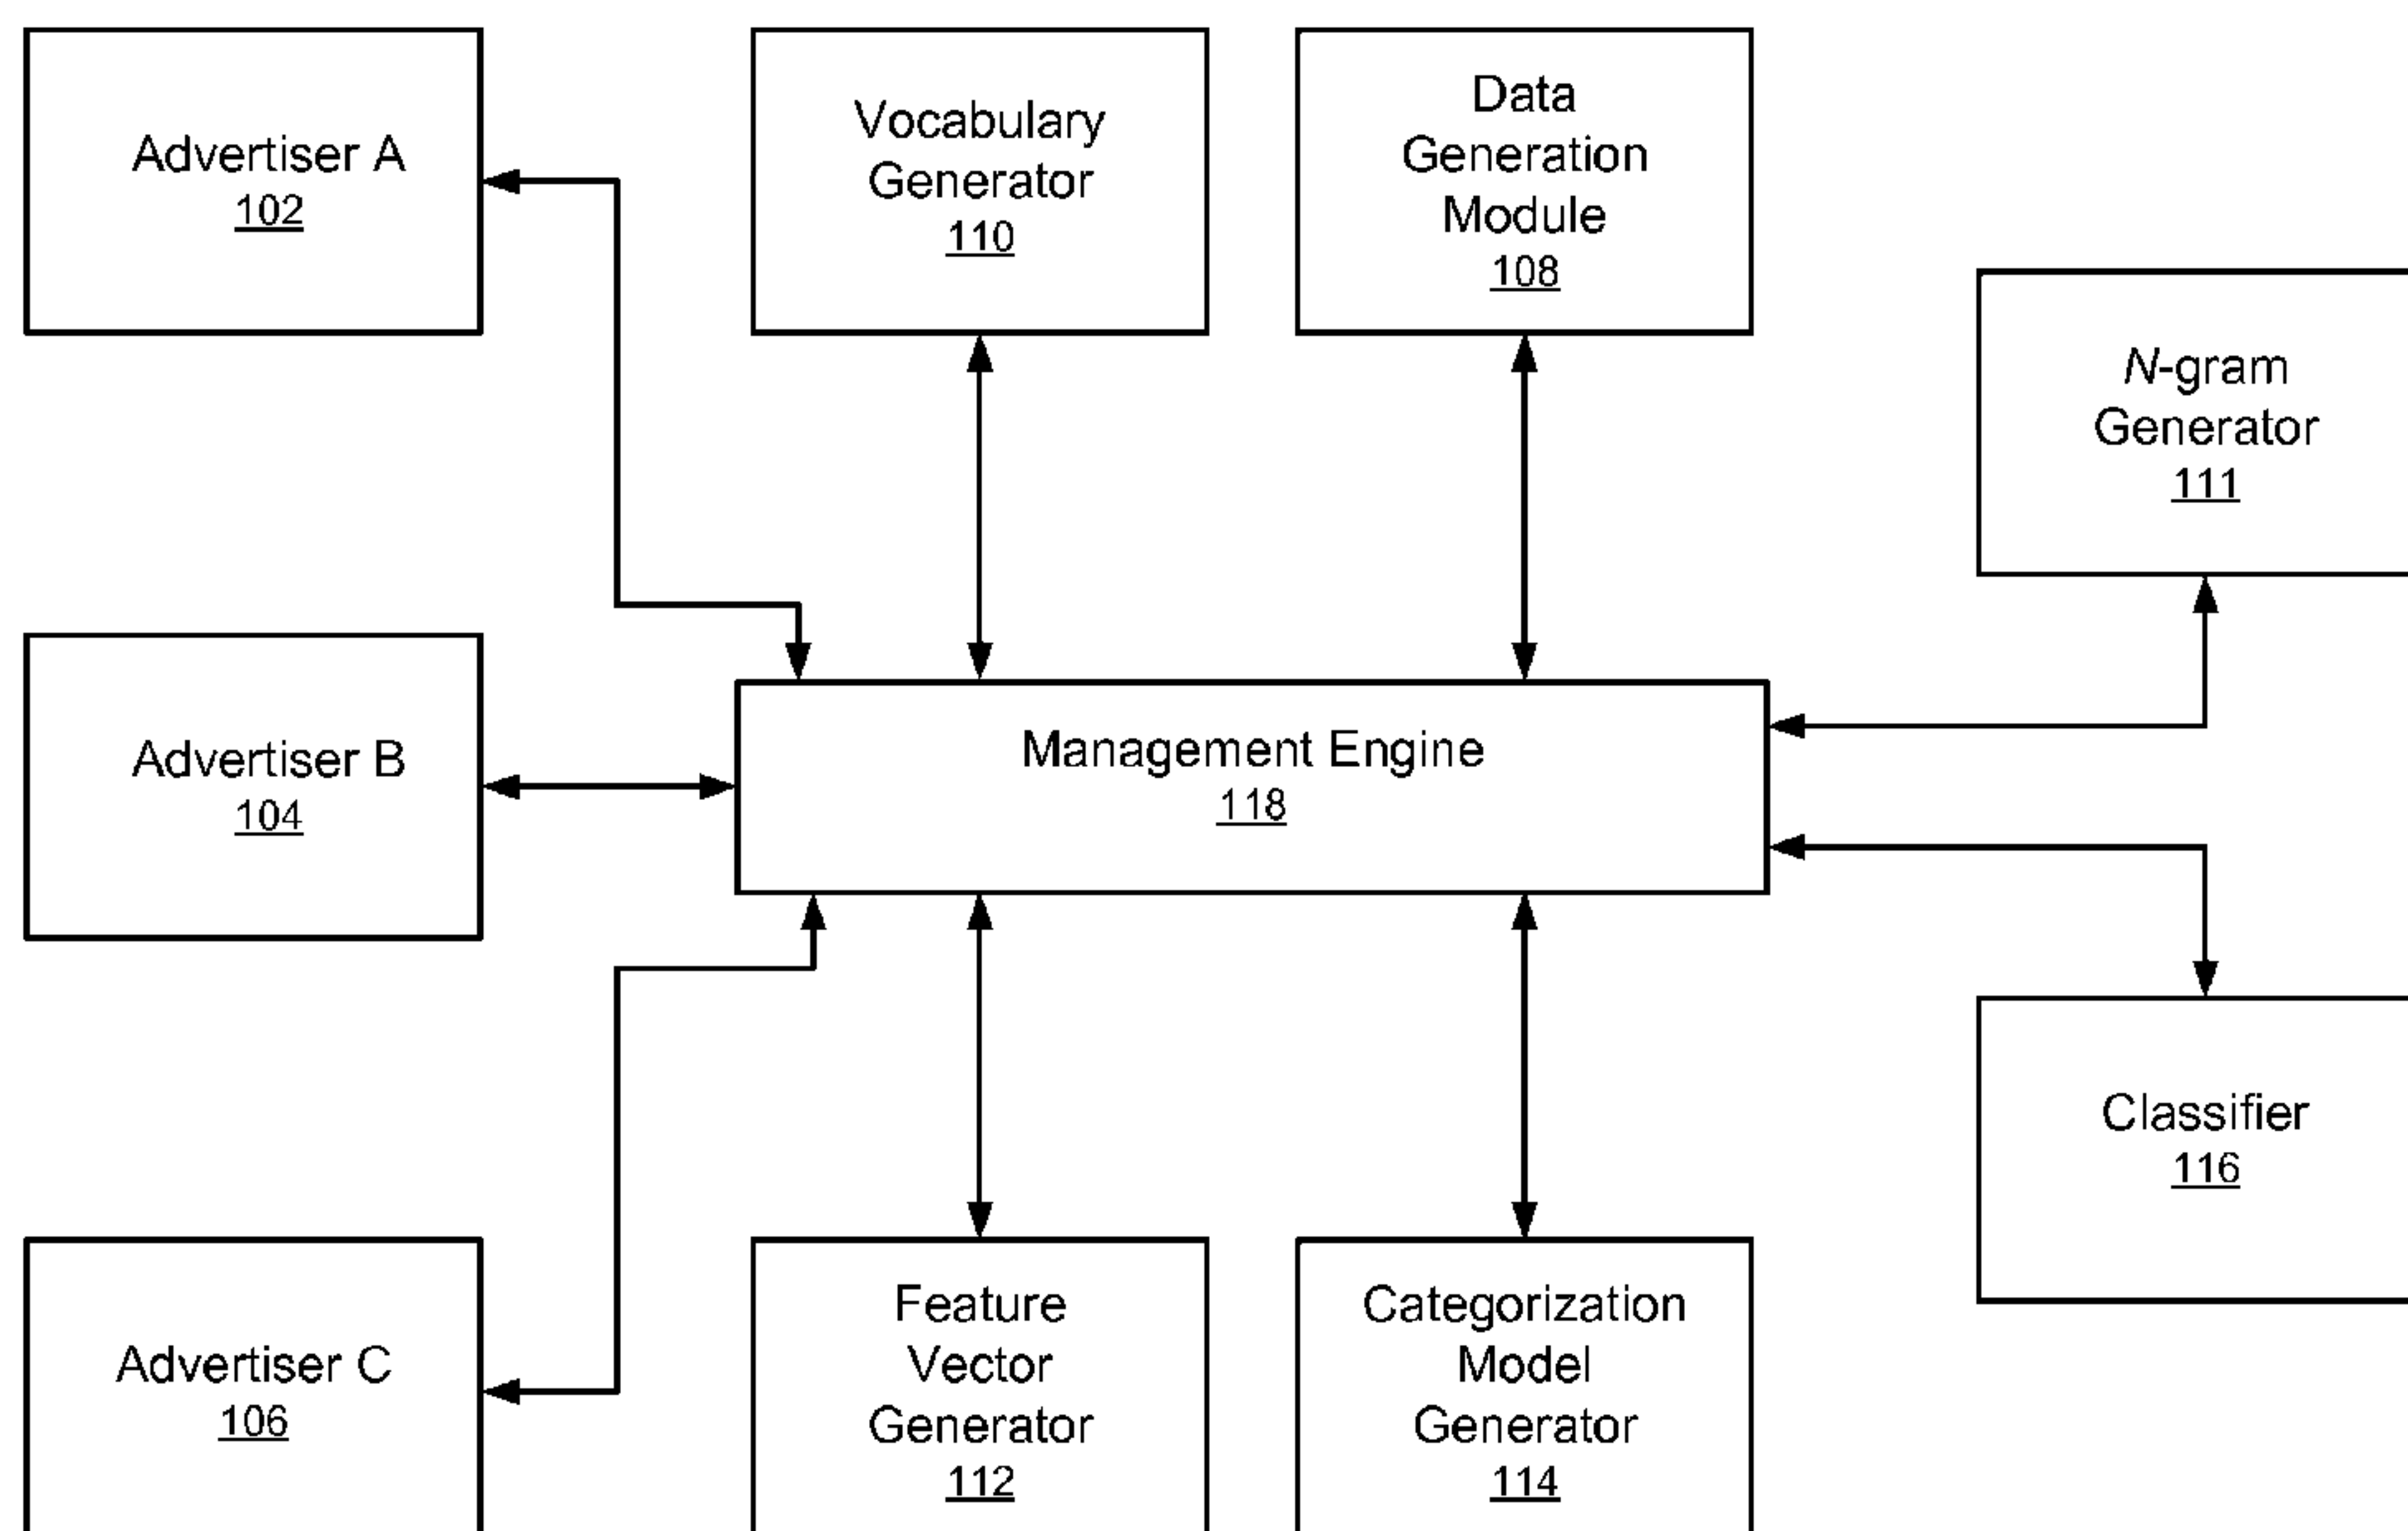 Advertiser A
102
Vocabulary
Generator
110
Data
Generation
Module
108
N-gram
Generator
111
Advertiser B
104
Management Engine
118
Classifier
116
Advertiser C
106
Feature
Vector
Generator
112
Categorization
Model
Generator
114